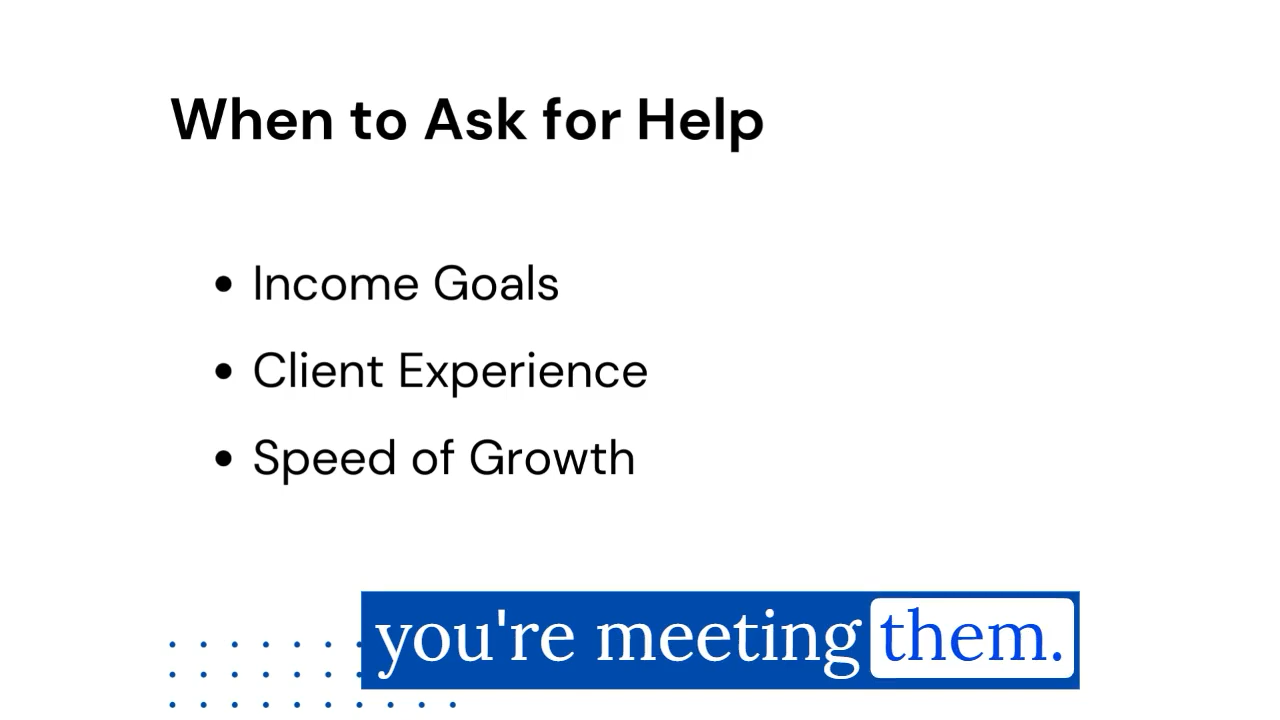 When to Ask for Help
• Income Goals
• Client Experience
• Speed of Growth
you're meeting them.